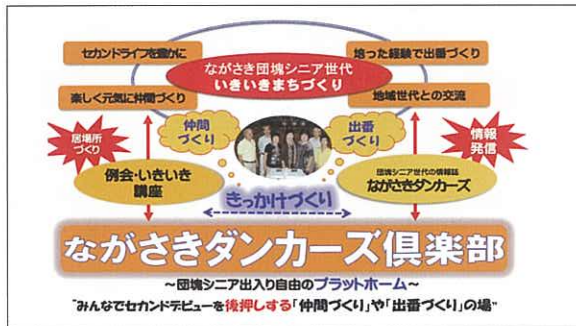 セカンドライフを豊かに
培った経験で出番づくり
ながさき団塊シニア世代
いきいきまちづくり
楽しく元気に仲間づくり
地域世代との交流
仲間
づくり
出番
づくり
居場所
づくり
情報
発信
例会・いきいき
講座
団塊シニア世代の情報誌
ながさきダンカーズ
きっかけづくり
ながさきダンカーズ倶楽部
～団塊シニア出入り自由のプラットホーム～
"みんなでセカンドデビューを後押しする「仲間づくり」や「出番づくり」の場"